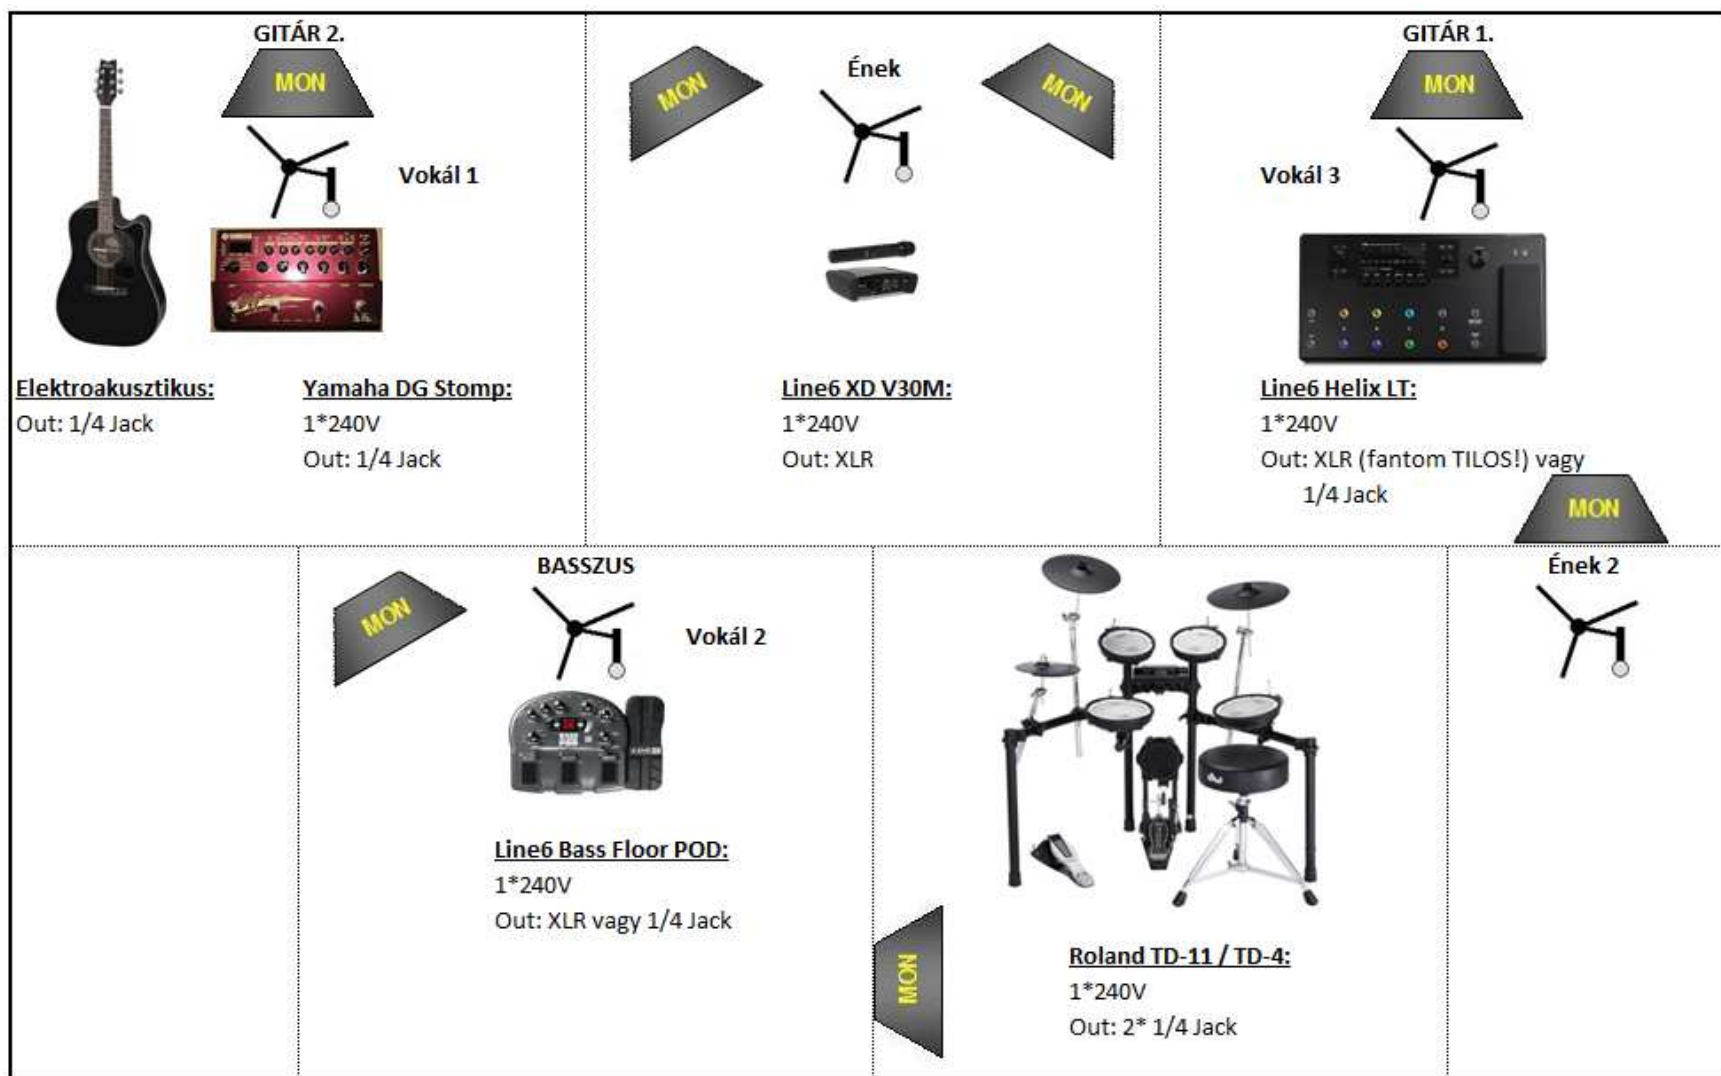 GITÁR 2.
MON
Vokál 1
Elektroakusztikus:
Out: 1/4 Jack
Yamaha DG Stomp:
1*240V
Out: 1/4 Jack
MON
Ének
MON
Line6 XD V30M:
1*240V
Out: XLR
GITÁR 1.
MON
Vokál 3
Line6 Helix LT:
1*240V
Out: XLR (fantom TILOS!) vagy
1/4 Jack
MON
BASSZUS
MON
Vokál 2
Line6 Bass Floor POD:
1*240V
Out: XLR vagy 1/4 Jack
MON
Roland TD-11 / TD-4:
1*240V
Out: 2* 1/4 Jack
Ének 2